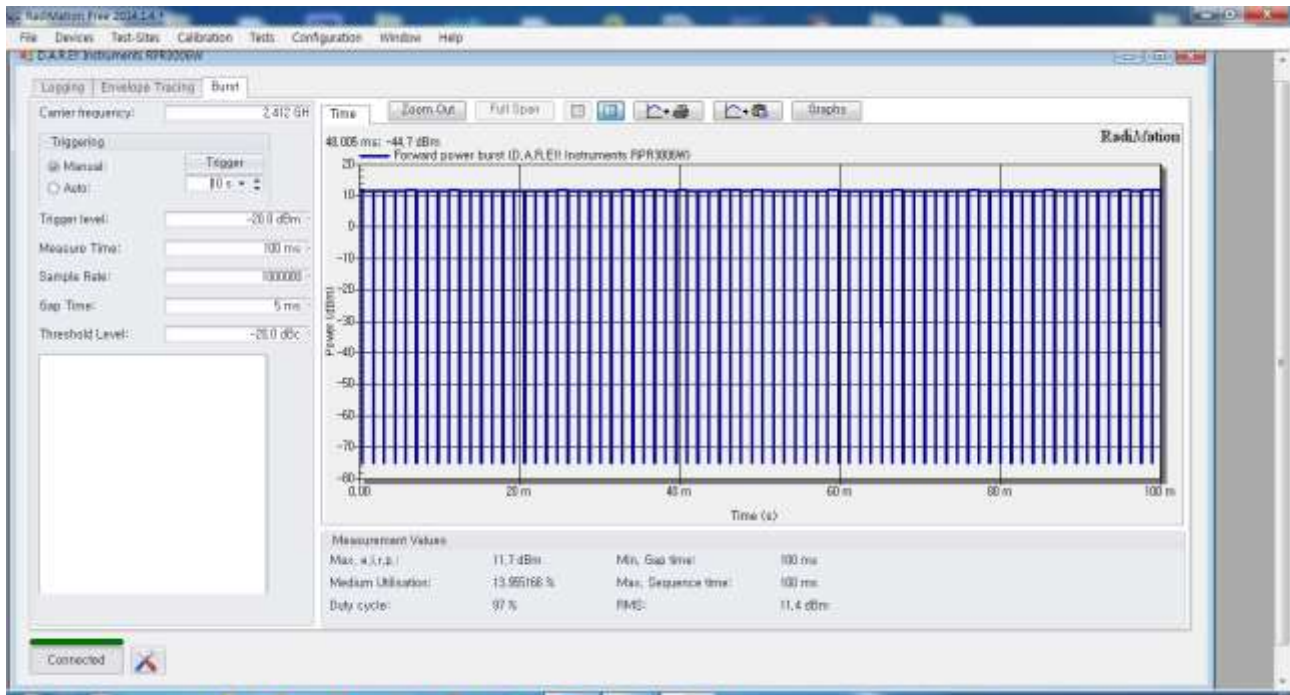 RadiMation Free 2014.1.4.*
File Devices Test-Sites Calibration Tests Configuration Window Help
D.A.R.E!! Instruments RPR3006W
Logging Envelope Tracing Burst
Carrier frequency: 2.412 GH
Triggering
Manual Trigger
Auto: 10 s
Trigger level: -20.0 dBm
Measure Time: 100 ms
Sample Rate: 1000000
Gap Time: 5 ms
Threshold Level: -20.0 dBc
Time Zoom Out Full Span Graphs
48.005 ms: -44.7 dBm
RadiMation
Forward power burst (D.A.R.E!! Instruments RPR3006W)
20
10
0
-10
-20
-30
-40
-50
-60
-70
-80
Power (dBm)
0.00 20 m 40 m 60 m 80 m 100 m
Time (s)
Measurement Values
Max. e.i.r.p.: 11.7 dBm Min. Gap time: 100 ms
Medium Utilisation: 13.955168 % Max. Sequence time: 100 ms
Duty cycle: 97 % RMS: 11.4 dBm
Connected